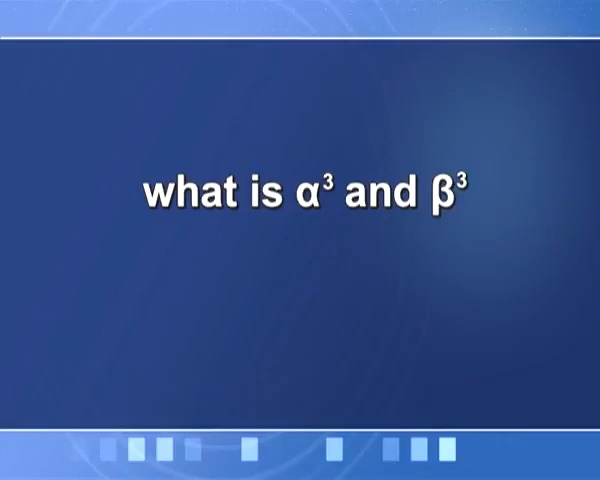 what is α³ and β³